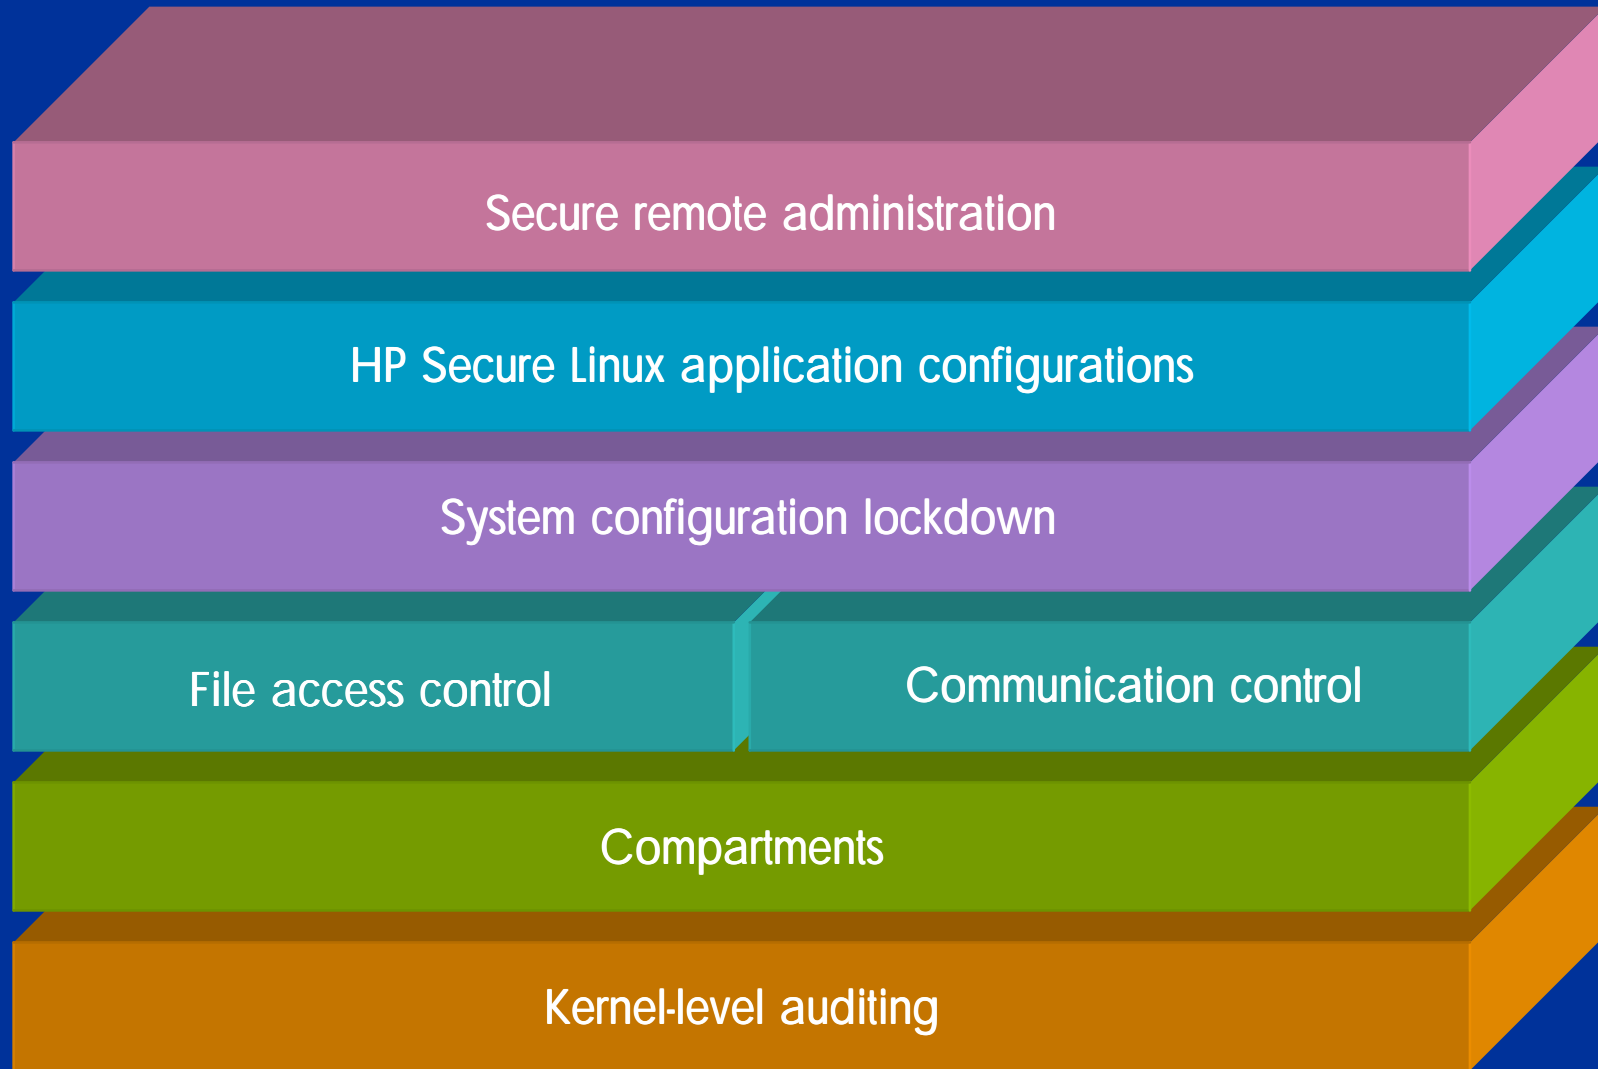 Secure remote administration
HP Secure Linux application configurations
System configuration lockdown
File access control
Communication control
Compartments
Kernel-level auditing